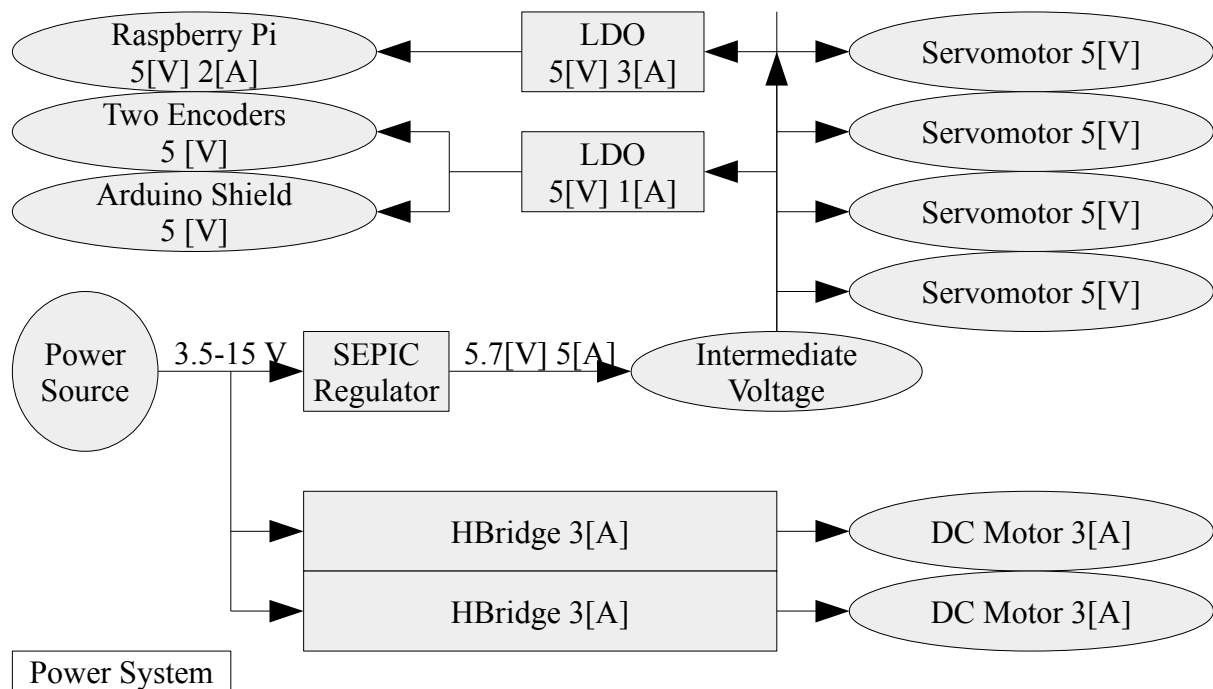 Raspberry Pi
5[V] 2[A]
LDO
5[V] 3[A]
Servomotor 5[V]
Two Encoders
5 [V]
Servomotor 5[V]
LDO
5[V] 1[A]
Arduino Shield
5 [V]
Servomotor 5[V]
Servomotor 5[V]
Power
Source
3.5-15 V
SEPIC
Regulator
5.7[V] 5[A]
Intermediate
Voltage
HBridge 3[A]
DC Motor 3[A]
HBridge 3[A]
DC Motor 3[A]
Power System